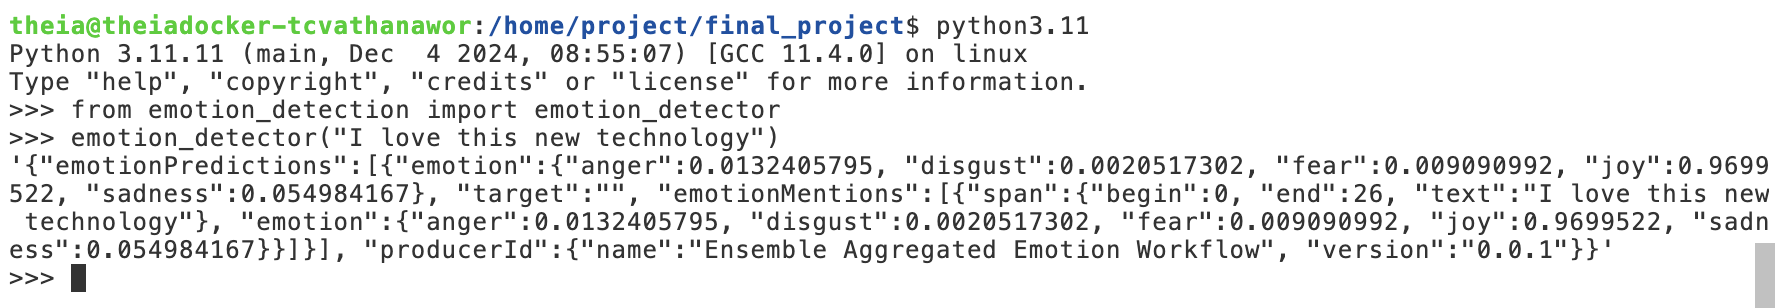 theia@theiadocker-tcvathanawor:/home/project/final_project$ python3.11
Python 3.11.11 (main, Dec  4 2024, 08:55:07) [GCC 11.4.0] on linux
Type "help", "copyright", "credits" or "license" for more information.
>>> from emotion_detection import emotion_detector
>>> emotion_detector("I love this new technology")
'{"emotionPredictions":[{"emotion":{"anger":0.0132405795, "disgust":0.0020517302, "fear":0.009090992, "joy":0.9699
522, "sadness":0.054984167}, "target":"", "emotionMentions":[{"span":{"begin":0, "end":26, "text":"I love this new
 technology"}, "emotion":{"anger":0.0132405795, "disgust":0.0020517302, "fear":0.009090992, "joy":0.9699522, "sadn
ess":0.054984167}}]}], "producerId":{"name":"Ensemble Aggregated Emotion Workflow", "version":"0.0.1"}}'
>>>